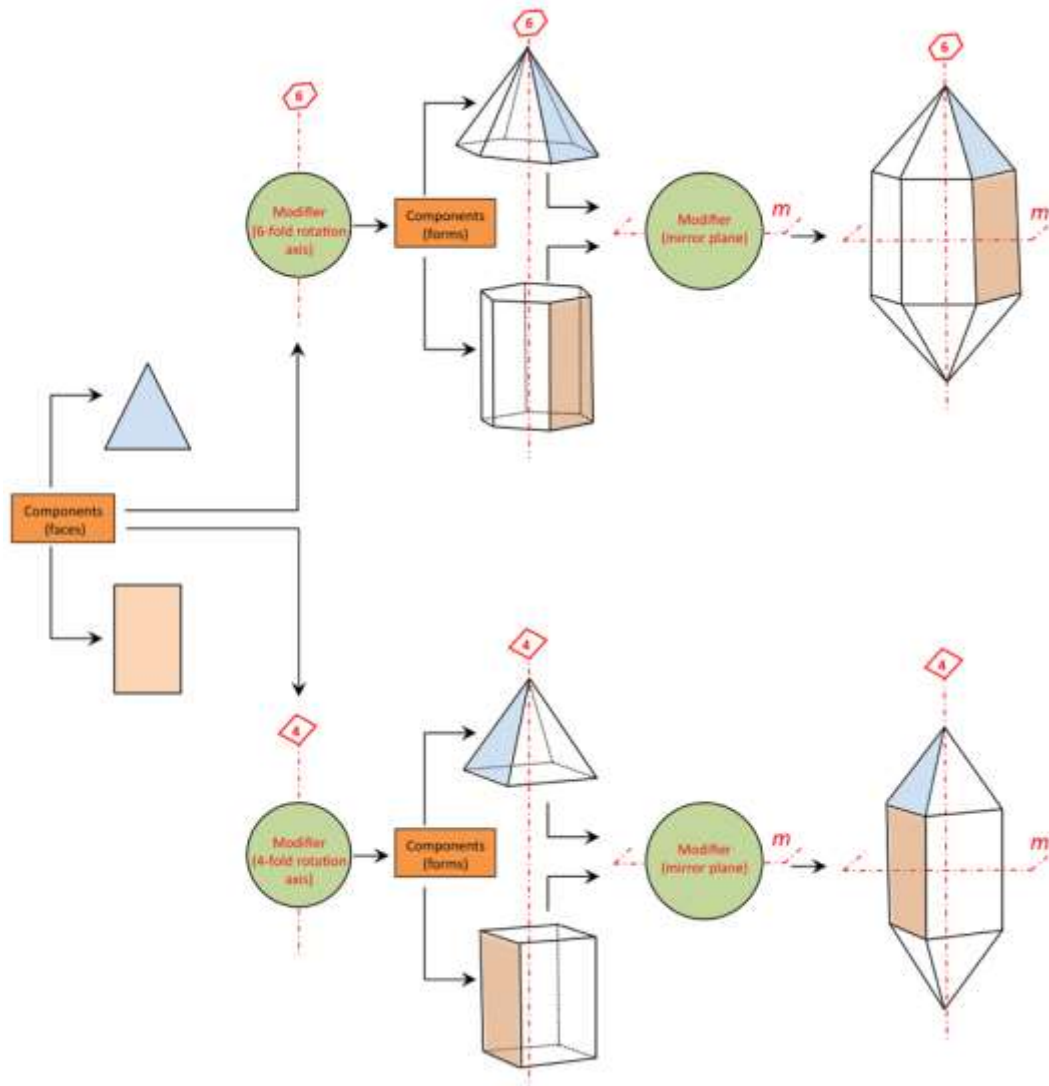 6
6
6
Modifier
(6-fold rotation
axis)
Components
(forms)
Modifier
(mirror plane)
m
m
Components
(faces)
4
4
4
Modifier
(4-fold rotation
axis)
Components
(forms)
Modifier
(mirror plane)
m
m